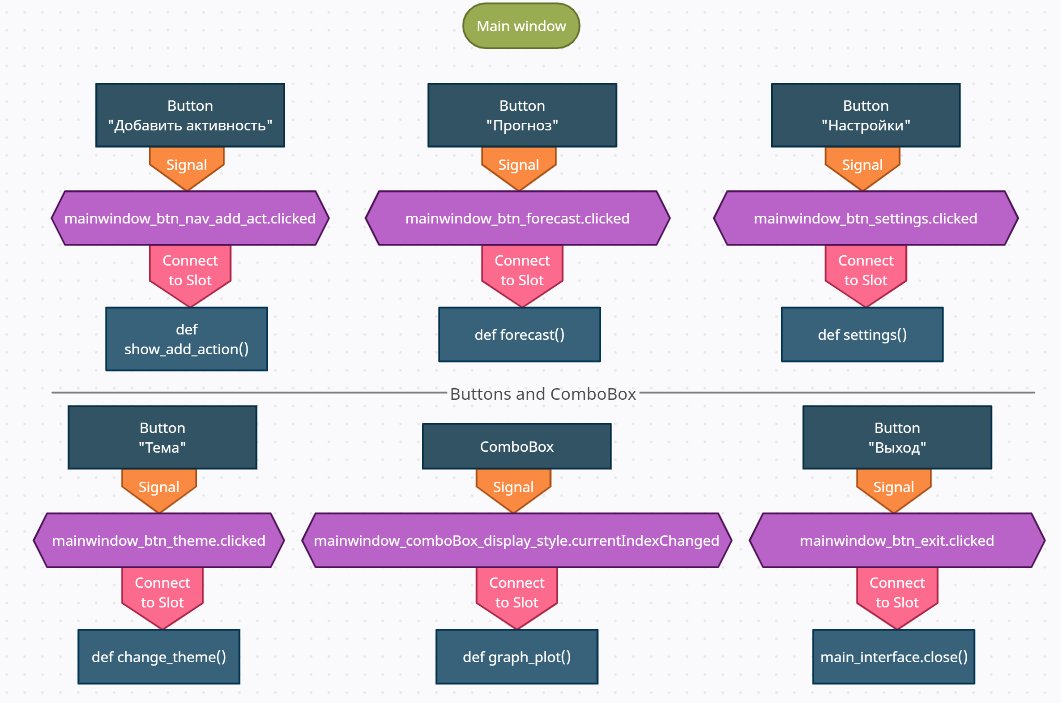 Main window
Button
"Добавить активность"
Signal
mainwindow_btn_nav_add_act.clicked
Connect
to Slot
def
show_add_action()
Button
"Прогноз"
Signal
mainwindow_btn_forecast.clicked
Connect
to Slot
def forecast()
Button
"Настройки"
Signal
mainwindow_btn_settings.clicked
Connect
to Slot
def settings()
Buttons and ComboBox
Button
"Тема"
Signal
mainwindow_btn_theme.clicked
Connect
to Slot
def change_theme()
ComboBox
Signal
mainwindow_comboBox_display_style.currentIndexChanged
Connect
to Slot
def graph_plot()
Button
"Выход"
Signal
mainwindow_btn_exit.clicked
Connect
to Slot
main_interface.close()